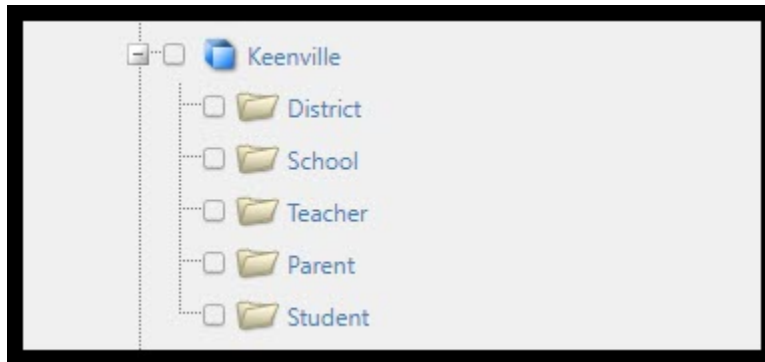 Keenville
District
School
Teacher
Parent
Student